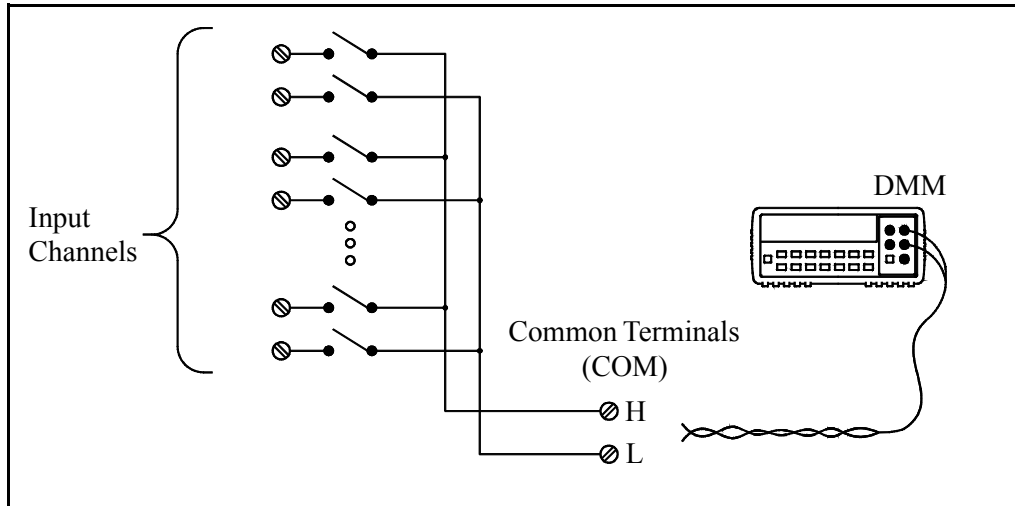 DMM
Input
Channels
Common Terminals
(COM)
H
L